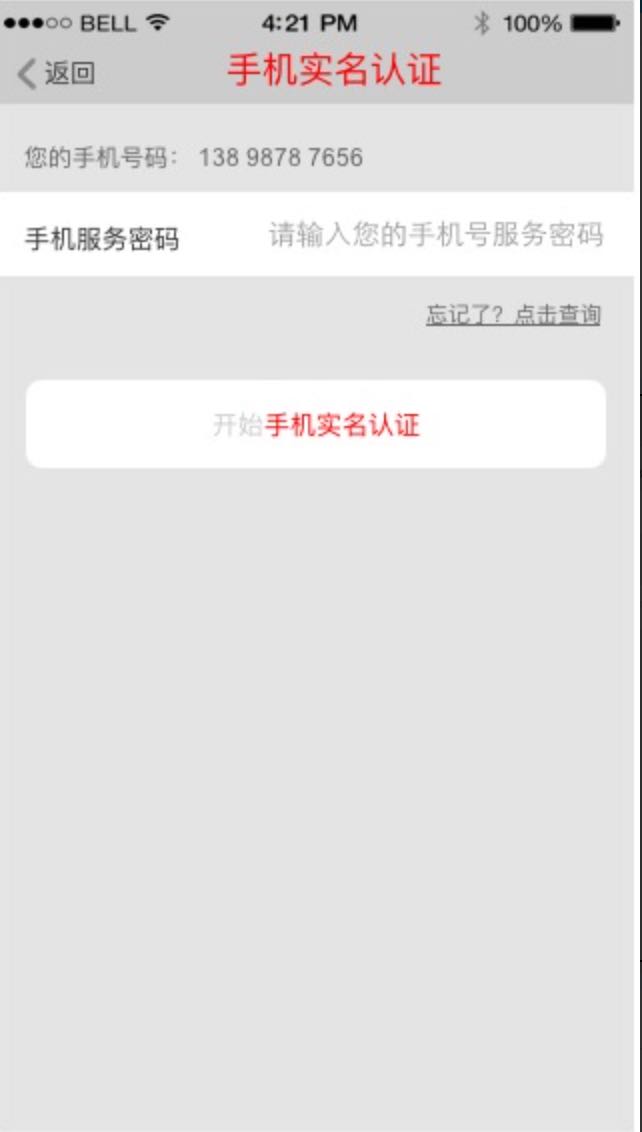 BELL 4:21 PM 100%
返回 手机实名认证
您的手机号码： 138 9878 7656
手机服务密码 请输入您的手机号服务密码
忘记了？点击查询
开始手机实名认证